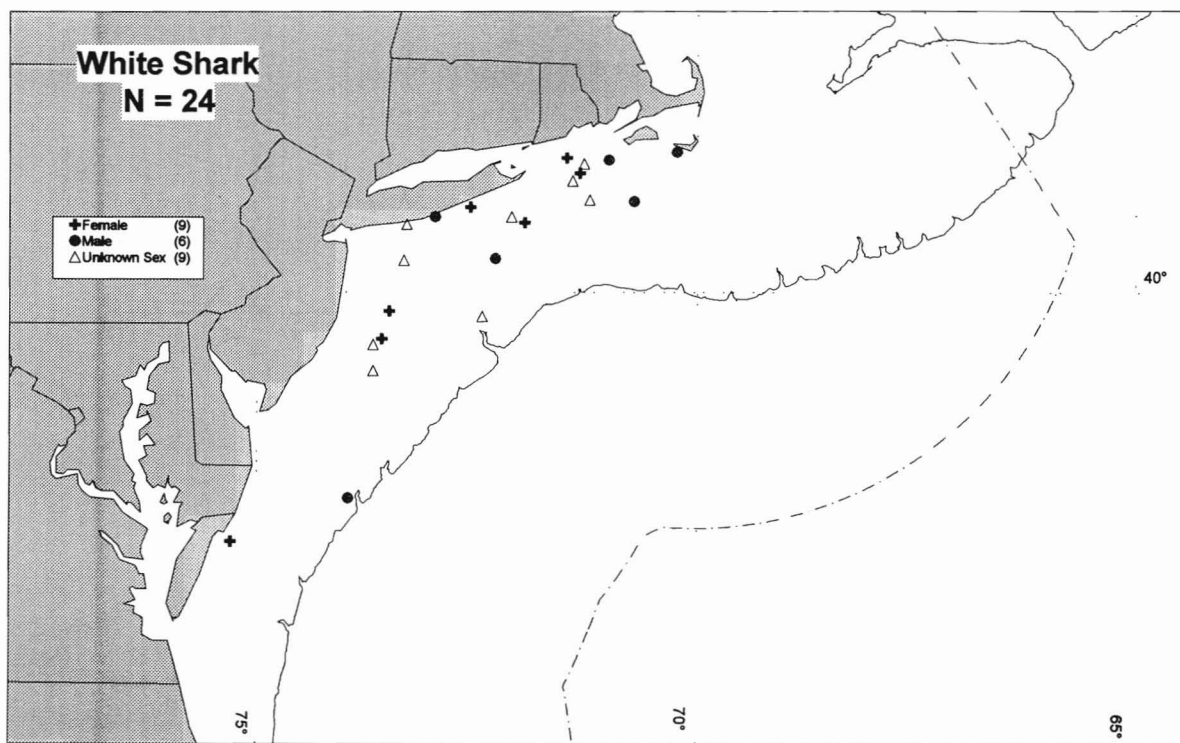 White Shark
N = 24
Female (9)
Male (6)
Unknown Sex (9)
40°
75°
70°
65°